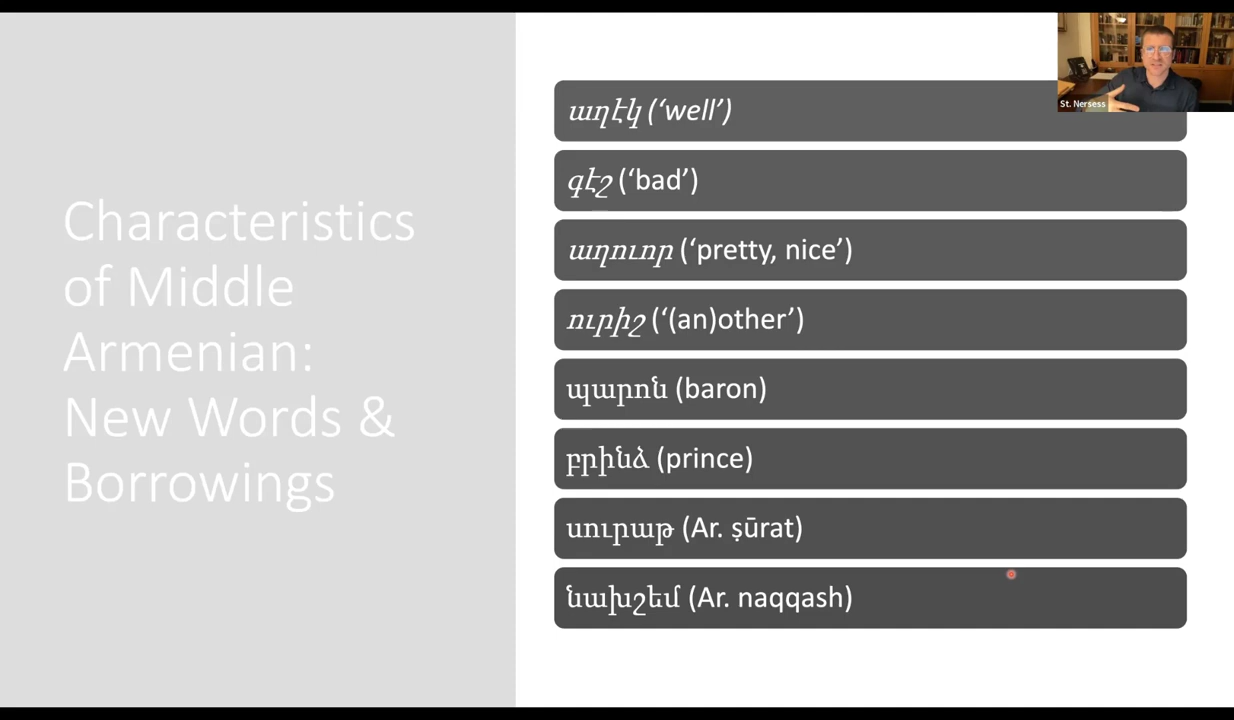 Characteristics
of Middle
Armenian:
New Words &
Borrowings
աղէկ (‘well’)
գէշ (‘bad’)
աղուոր (‘pretty, nice’)
ուրիշ (‘(an)other’)
պարոն (baron)
բրինձ (prince)
սուրաթ (Ar. ṣūrat)
նախշեմ (Ar. naqqash)
St. Nersess